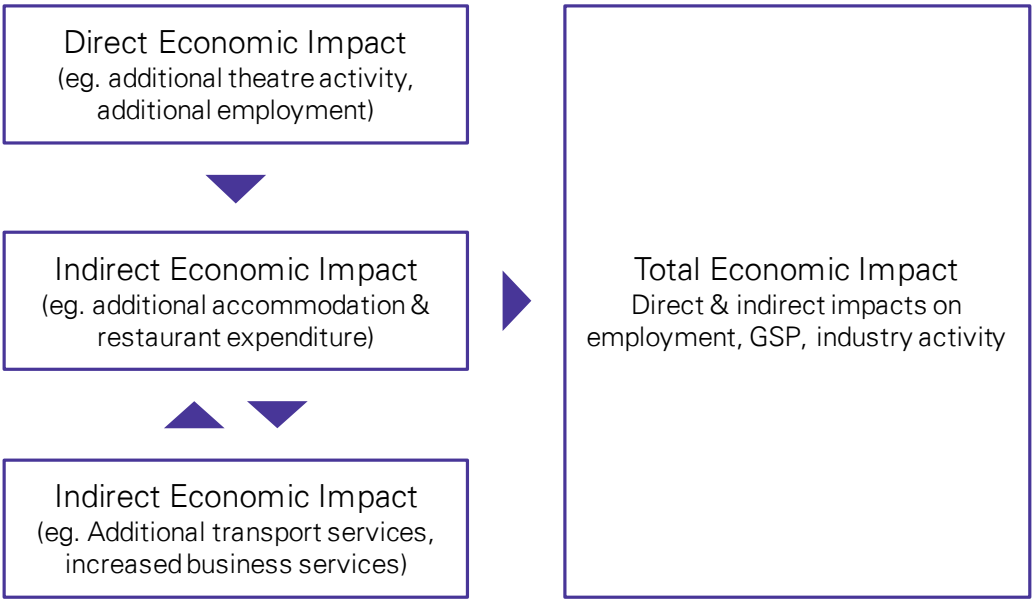 Direct Economic Impact
(eg. additional theatre activity,
additional employment)
Indirect Economic Impact
(eg. additional accommodation &
restaurant expenditure)
Indirect Economic Impact
(eg. Additional transport services,
increased business services)
Total Economic Impact
Direct & indirect impacts on
employment, GSP, industry activity